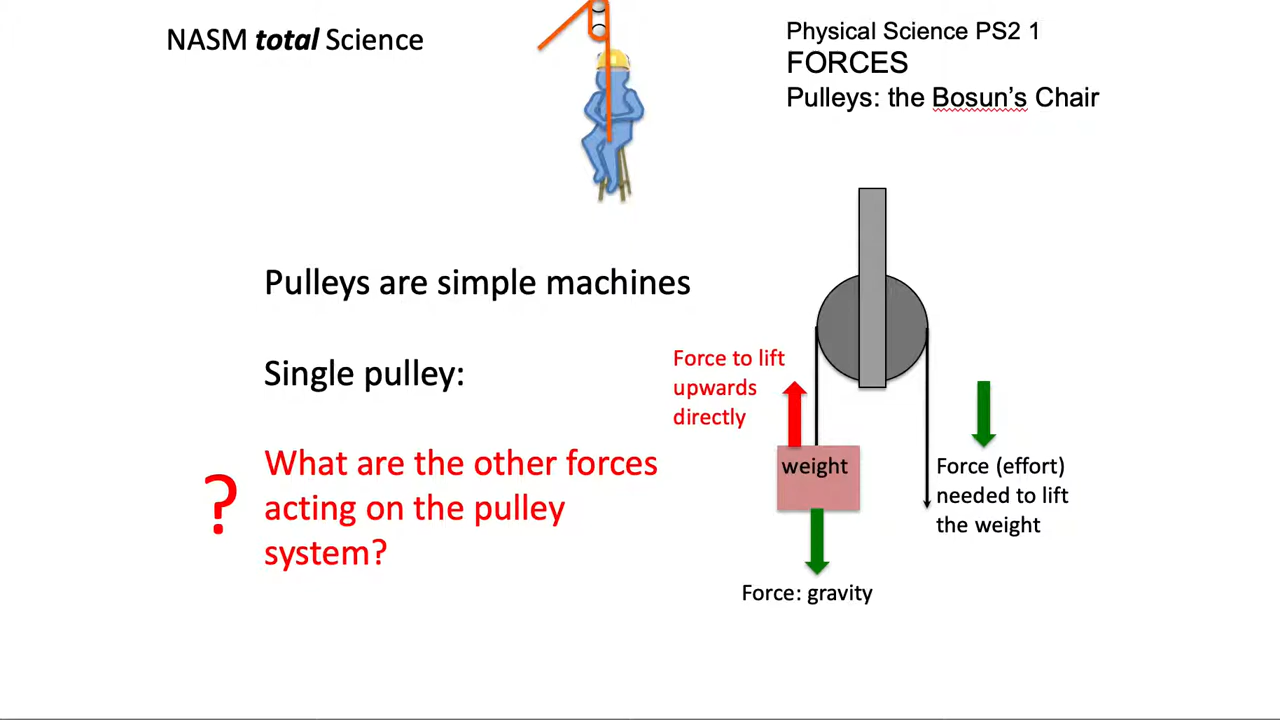 NASM total Science
Physical Science PS2 1
FORCES
Pulleys: the Bosun's Chair
Pulleys are simple machines
Single pulley:
?
What are the other forces
acting on the pulley
system?
Force to lift
upwards
directly
weight
Force: gravity
Force (effort)
needed to lift
the weight